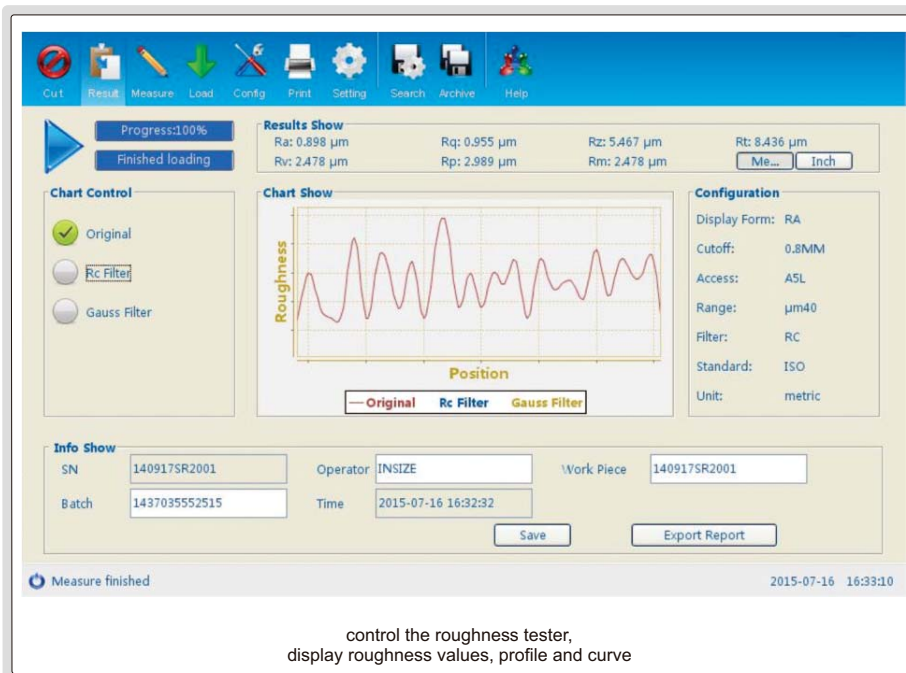 Cut Result Measure Load Config Print Setting Search Archive Help
Progress:100%
Finished loading
Results Show
Ra: 0.898 µm Rq: 0.955 µm Rz: 5.467 µm Rt: 8.436 µm
Rv: 2.478 µm Rp: 2.989 µm Rm: 2.478 µm Me... Inch
Chart Control
Original
Rc Filter
Gauss Filter
Chart Show
Roughness
Position
Original Rc Filter Gauss Filter
Configuration
Display Form: RA
Cutoff: 0.8MM
Access: A5L
Range: µm40
Filter: RC
Standard: ISO
Unit: metric
Info Show
SN 140917SR2001 Operator INSIZE Work Piece 140917SR2001
Batch 1437035552515 Time 2015-07-16 16:32:32
Save Export Report
Measure finished 2015-07-16 16:33:10
control the roughness tester,
display roughness values, profile and curve